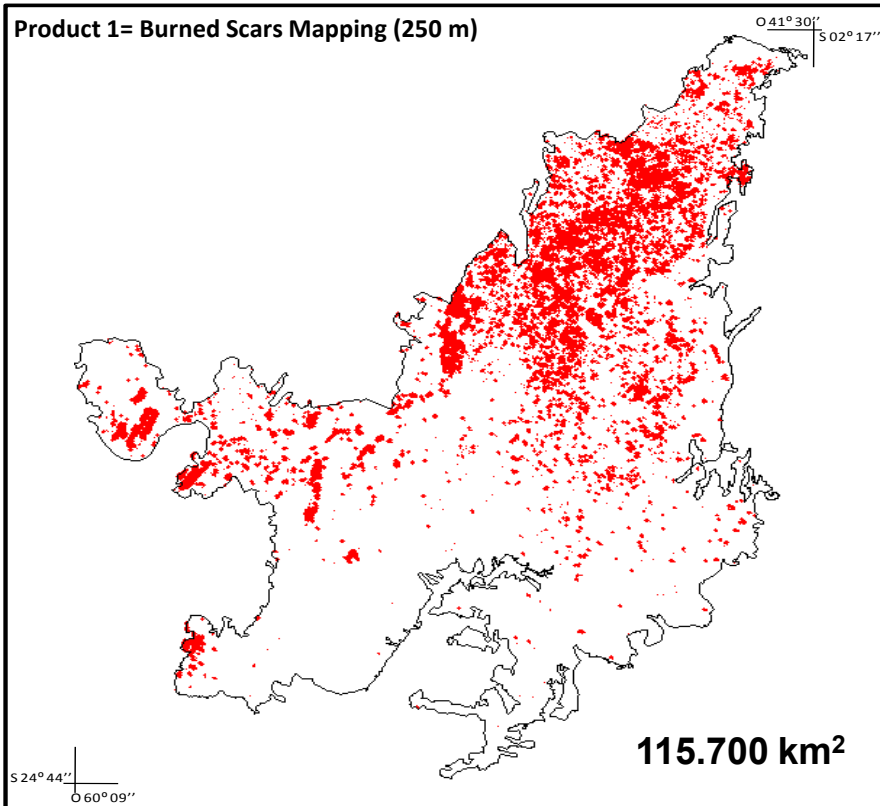 Product 1= Burned Scars Mapping (250 m)
O 41° 30’’
S 02° 17’’
115.700 km²
S 24° 44’’
O 60° 09’’